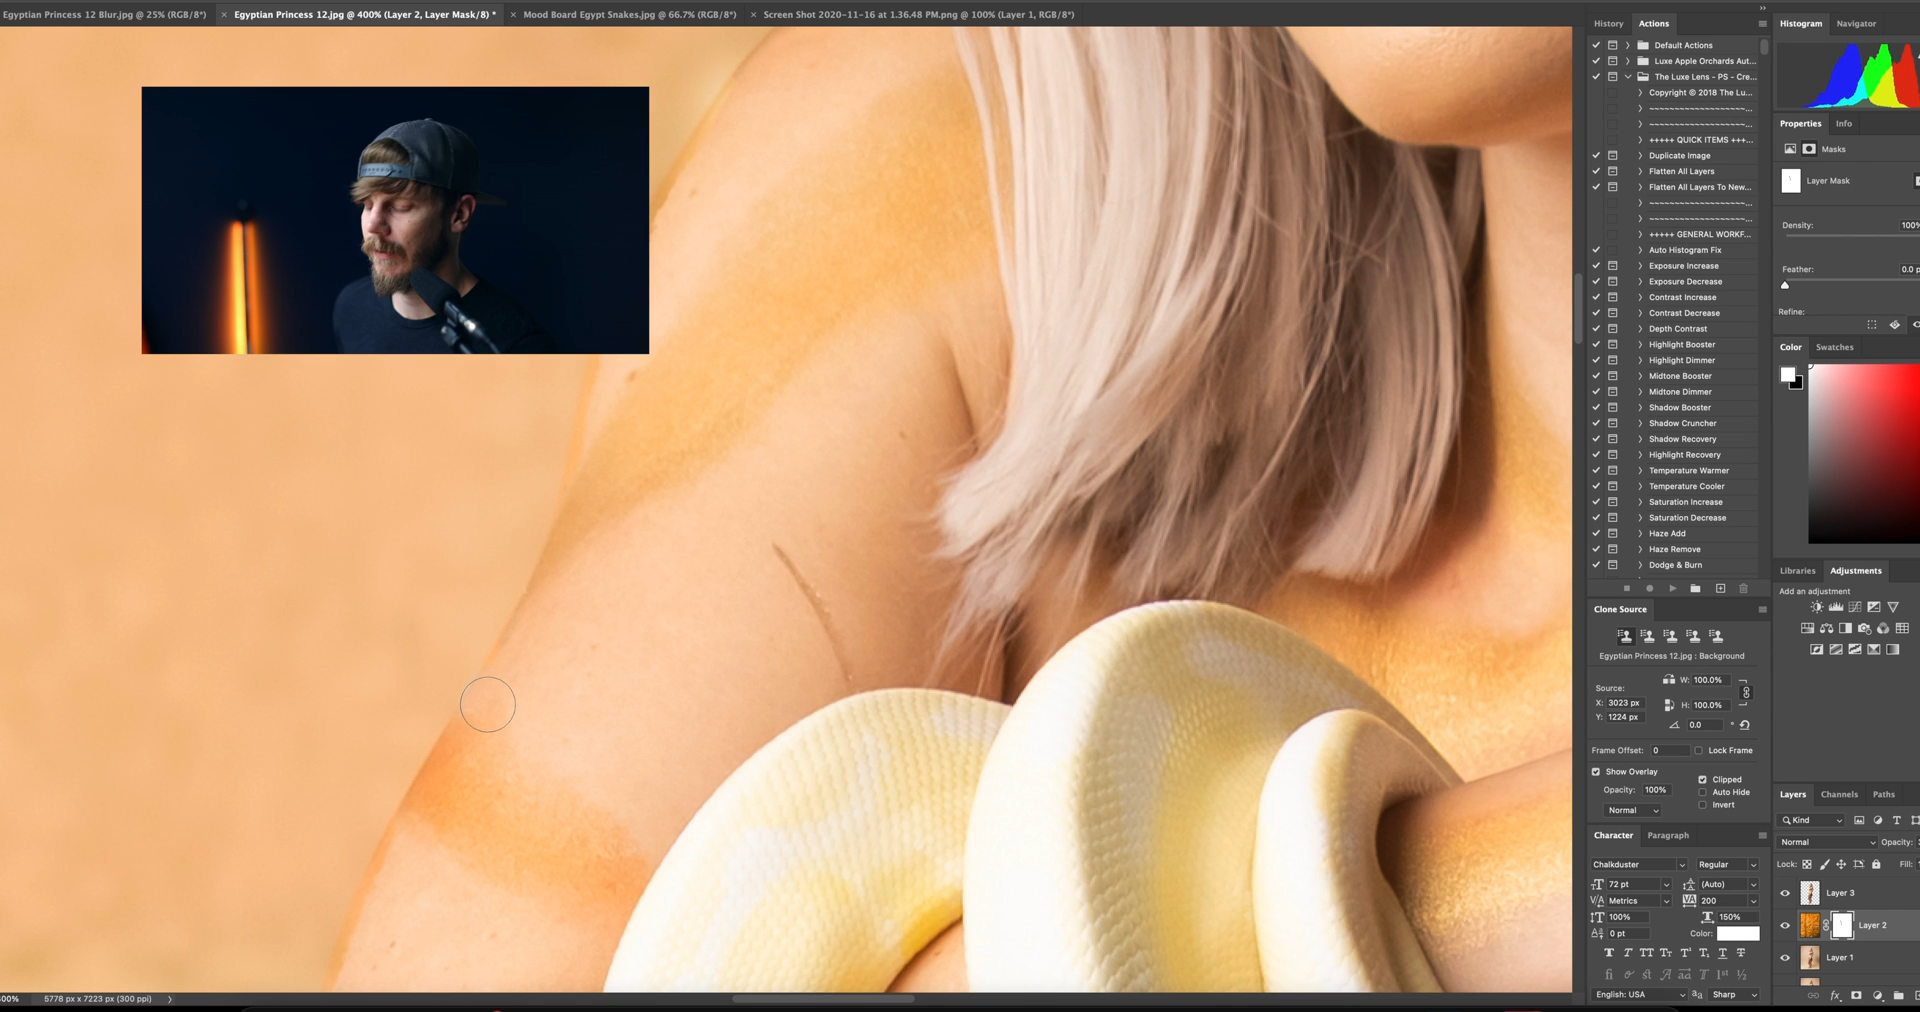 Egyptian Princess 12 Blur.jpg @ 25% (RGB/8*)
× Egyptian Princess 12.jpg @ 400% (Layer 2, Layer Mask/8) *
× Mood Board Egypt Snakes.jpg @ 66.7% (RGB/8*)
× Screen Shot 2020-11-16 at 1.36.48 PM.png @ 100% (Layer 1, RGB/8*)
History Actions
Default Actions
Luxe Apple Orchards Aut...
The Luxe Lens - PS - Cre...
Copyright © 2018 The Lu...
~~~~~~~~~~~~~~~~~~~~...
~~~~~~~~~~~~~~~~~~~~...
+++++ QUICK ITEMS +++...
Duplicate Image
Flatten All Layers
Flatten All Layers To New...
~~~~~~~~~~~~~~~~~~~~...
~~~~~~~~~~~~~~~~~~~~...
+++++ GENERAL WORKF...
Auto Histogram Fix
Exposure Increase
Exposure Decrease
Contrast Increase
Contrast Decrease
Depth Contrast
Highlight Booster
Highlight Dimmer
Midtone Booster
Midtone Dimmer
Shadow Booster
Shadow Cruncher
Shadow Recovery
Highlight Recovery
Temperature Warmer
Temperature Cooler
Saturation Increase
Saturation Decrease
Haze Add
Haze Remove
Dodge & Burn
Clone Source
Egyptian Princess 12.jpg : Background
W: 100.0%
Source:
X: 3023 px
H: 100.0%
Y: 1224 px
0.0 °
Frame Offset: 0 Lock Frame
Show Overlay
Clipped
Opacity: 100%
Auto Hide
Normal
Invert
Character Paragraph
Chalkduster Regular
72 pt (Auto)
Metrics 200
100% 150%
0 pt Color:
English: USA Sharp
Histogram Navigator
Properties Info
Masks
Layer Mask
Density: 100%
Feather: 0.0 p
Refine:
Color Swatches
Libraries Adjustments
Add an adjustment
Layers Channels Paths
Kind
Normal Opacity:
Lock: Fill:
Layer 3
Layer 2
Layer 1
00% 5778 px x 7223 px (300 ppi)